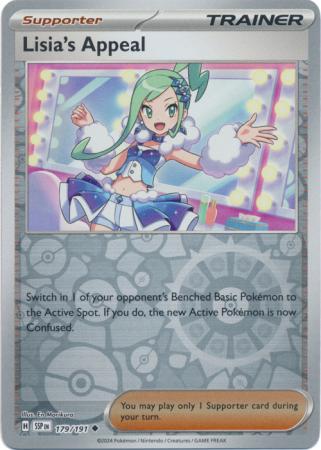 Supporter
TRAINER
Lisia's Appeal
Switch in 1 of your opponent's Benched Basic Pokémon to
the Active Spot. If you do, the new Active Pokémon is now
Confused.
Illus. En Morikura
You may play only 1 Supporter card during
your turn.
H SSP EN 179/191
©2024 Pokémon / Nintendo / Creatures / GAME FREAK